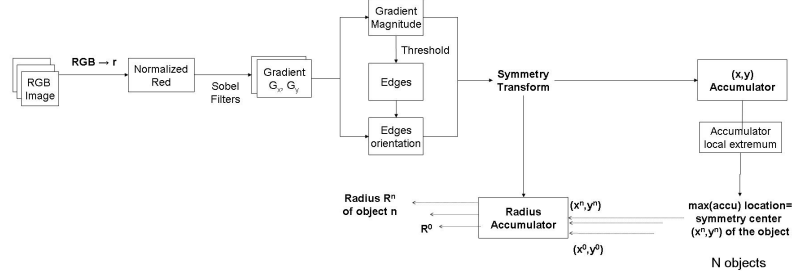 RGB
Image
RGB → r
Normalized
Red
Sobel
Filters
Gradient
Gx, Gy
Gradient
Magnitude
Threshold
Edges
Edges
orientation
Symmetry
Transform
(x,y)
Accumulator
Accumulator
local extremum
max(accu) location=
symmetry center
(xⁿ,yⁿ) of the object
N objects
(xⁿ,yⁿ)
(x⁰,y⁰)
Radius
Accumulator
Radius Rⁿ
of object n
R⁰